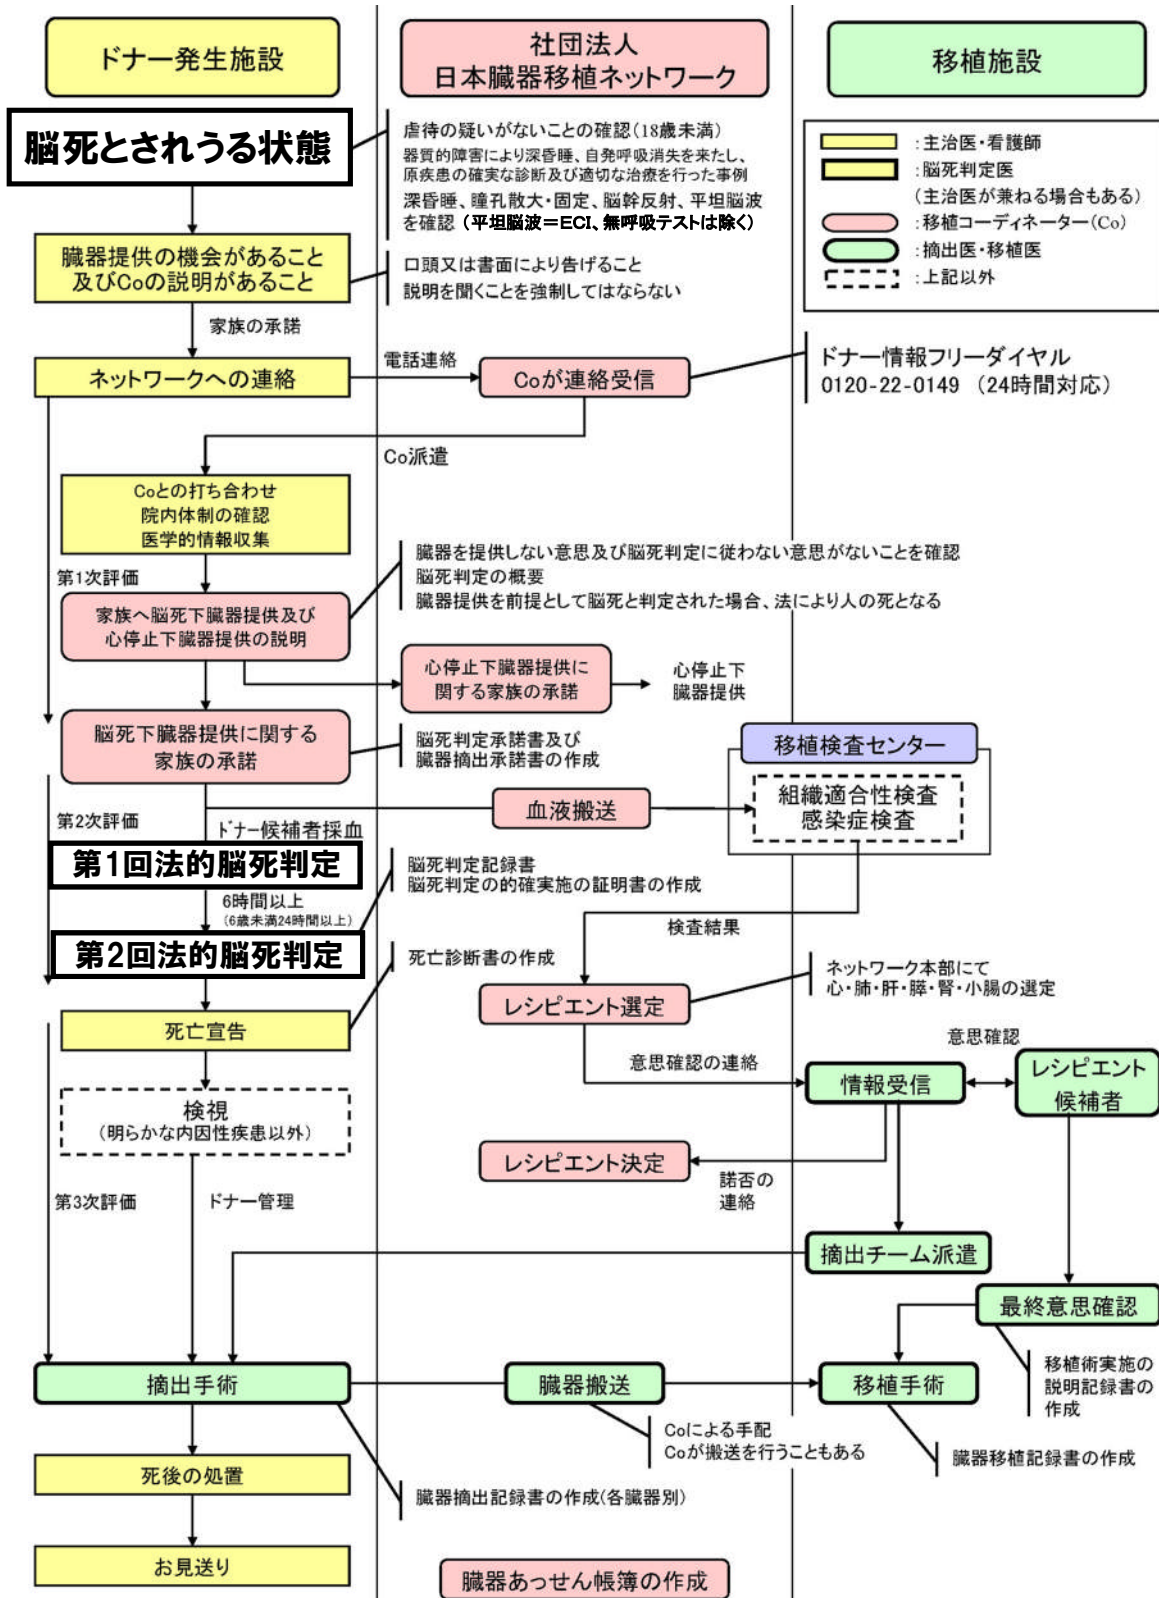 ドナー発生施設
社団法人
日本臓器移植ネットワーク
移植施設
脳死とされうる状態
虐待の疑いがないことの確認(18歳未満)
器質的障害により深昏睡、自発呼吸消失を来たし、
原疾患の確実な診断及び適切な治療を行った事例
深昏睡、瞳孔散大・固定、脳幹反射、平坦脳波
を確認(平坦脳波=ECI、無呼吸テストは除く)
:主治医・看護師
:脳死判定医
(主治医が兼ねる場合もある)
:移植コーディネーター(Co)
:摘出医・移植医
:上記以外
臓器提供の機会があること
及びCoの説明があること
口頭又は書面により告げること
説明を聞くことを強制してはならない
家族の承諾
ネットワークへの連絡
電話連絡
Coが連絡受信
ドナー情報フリーダイヤル
0120-22-0149 (24時間対応)
Co派遣
Coとの打ち合わせ
院内体制の確認
医学的情報収集
第1次評価
臓器を提供しない意思及び脳死判定に従わない意思がないことを確認
脳死判定の概要
臓器提供を前提として脳死と判定された場合、法により人の死となる
家族へ脳死下臓器提供及び
心停止下臓器提供の説明
心停止下臓器提供に
関する家族の承諾
心停止下
臓器提供
脳死下臓器提供に関する
家族の承諾
脳死判定承諾書及び
臓器摘出承諾書の作成
移植検査センター
組織適合性検査
感染症検査
血液搬送
第2次評価
ドナー候補者採血
第1回法的脳死判定
脳死判定記録書
脳死判定の的確実施の証明書の作成
6時間以上
(6歳未満24時間以上)
検査結果
第2回法的脳死判定
死亡診断書の作成
ネットワーク本部にて
心・肺・肝・膵・腎・小腸の選定
レシピエント選定
死亡宣告
意思確認の連絡
意思確認
情報受信
レシピエント
候補者
検視
(明らかな内因性疾患以外)
レシピエント決定
諾否の
連絡
第3次評価
ドナー管理
摘出チーム派遣
最終意思確認
移植術実施の
説明記録書の
作成
摘出手術
臓器搬送
移植手術
Coによる手配
Coが搬送を行うこともある
臓器移植記録書の作成
死後の処置
臓器摘出記録書の作成(各臓器別)
お見送り
臓器あっせん帳簿の作成